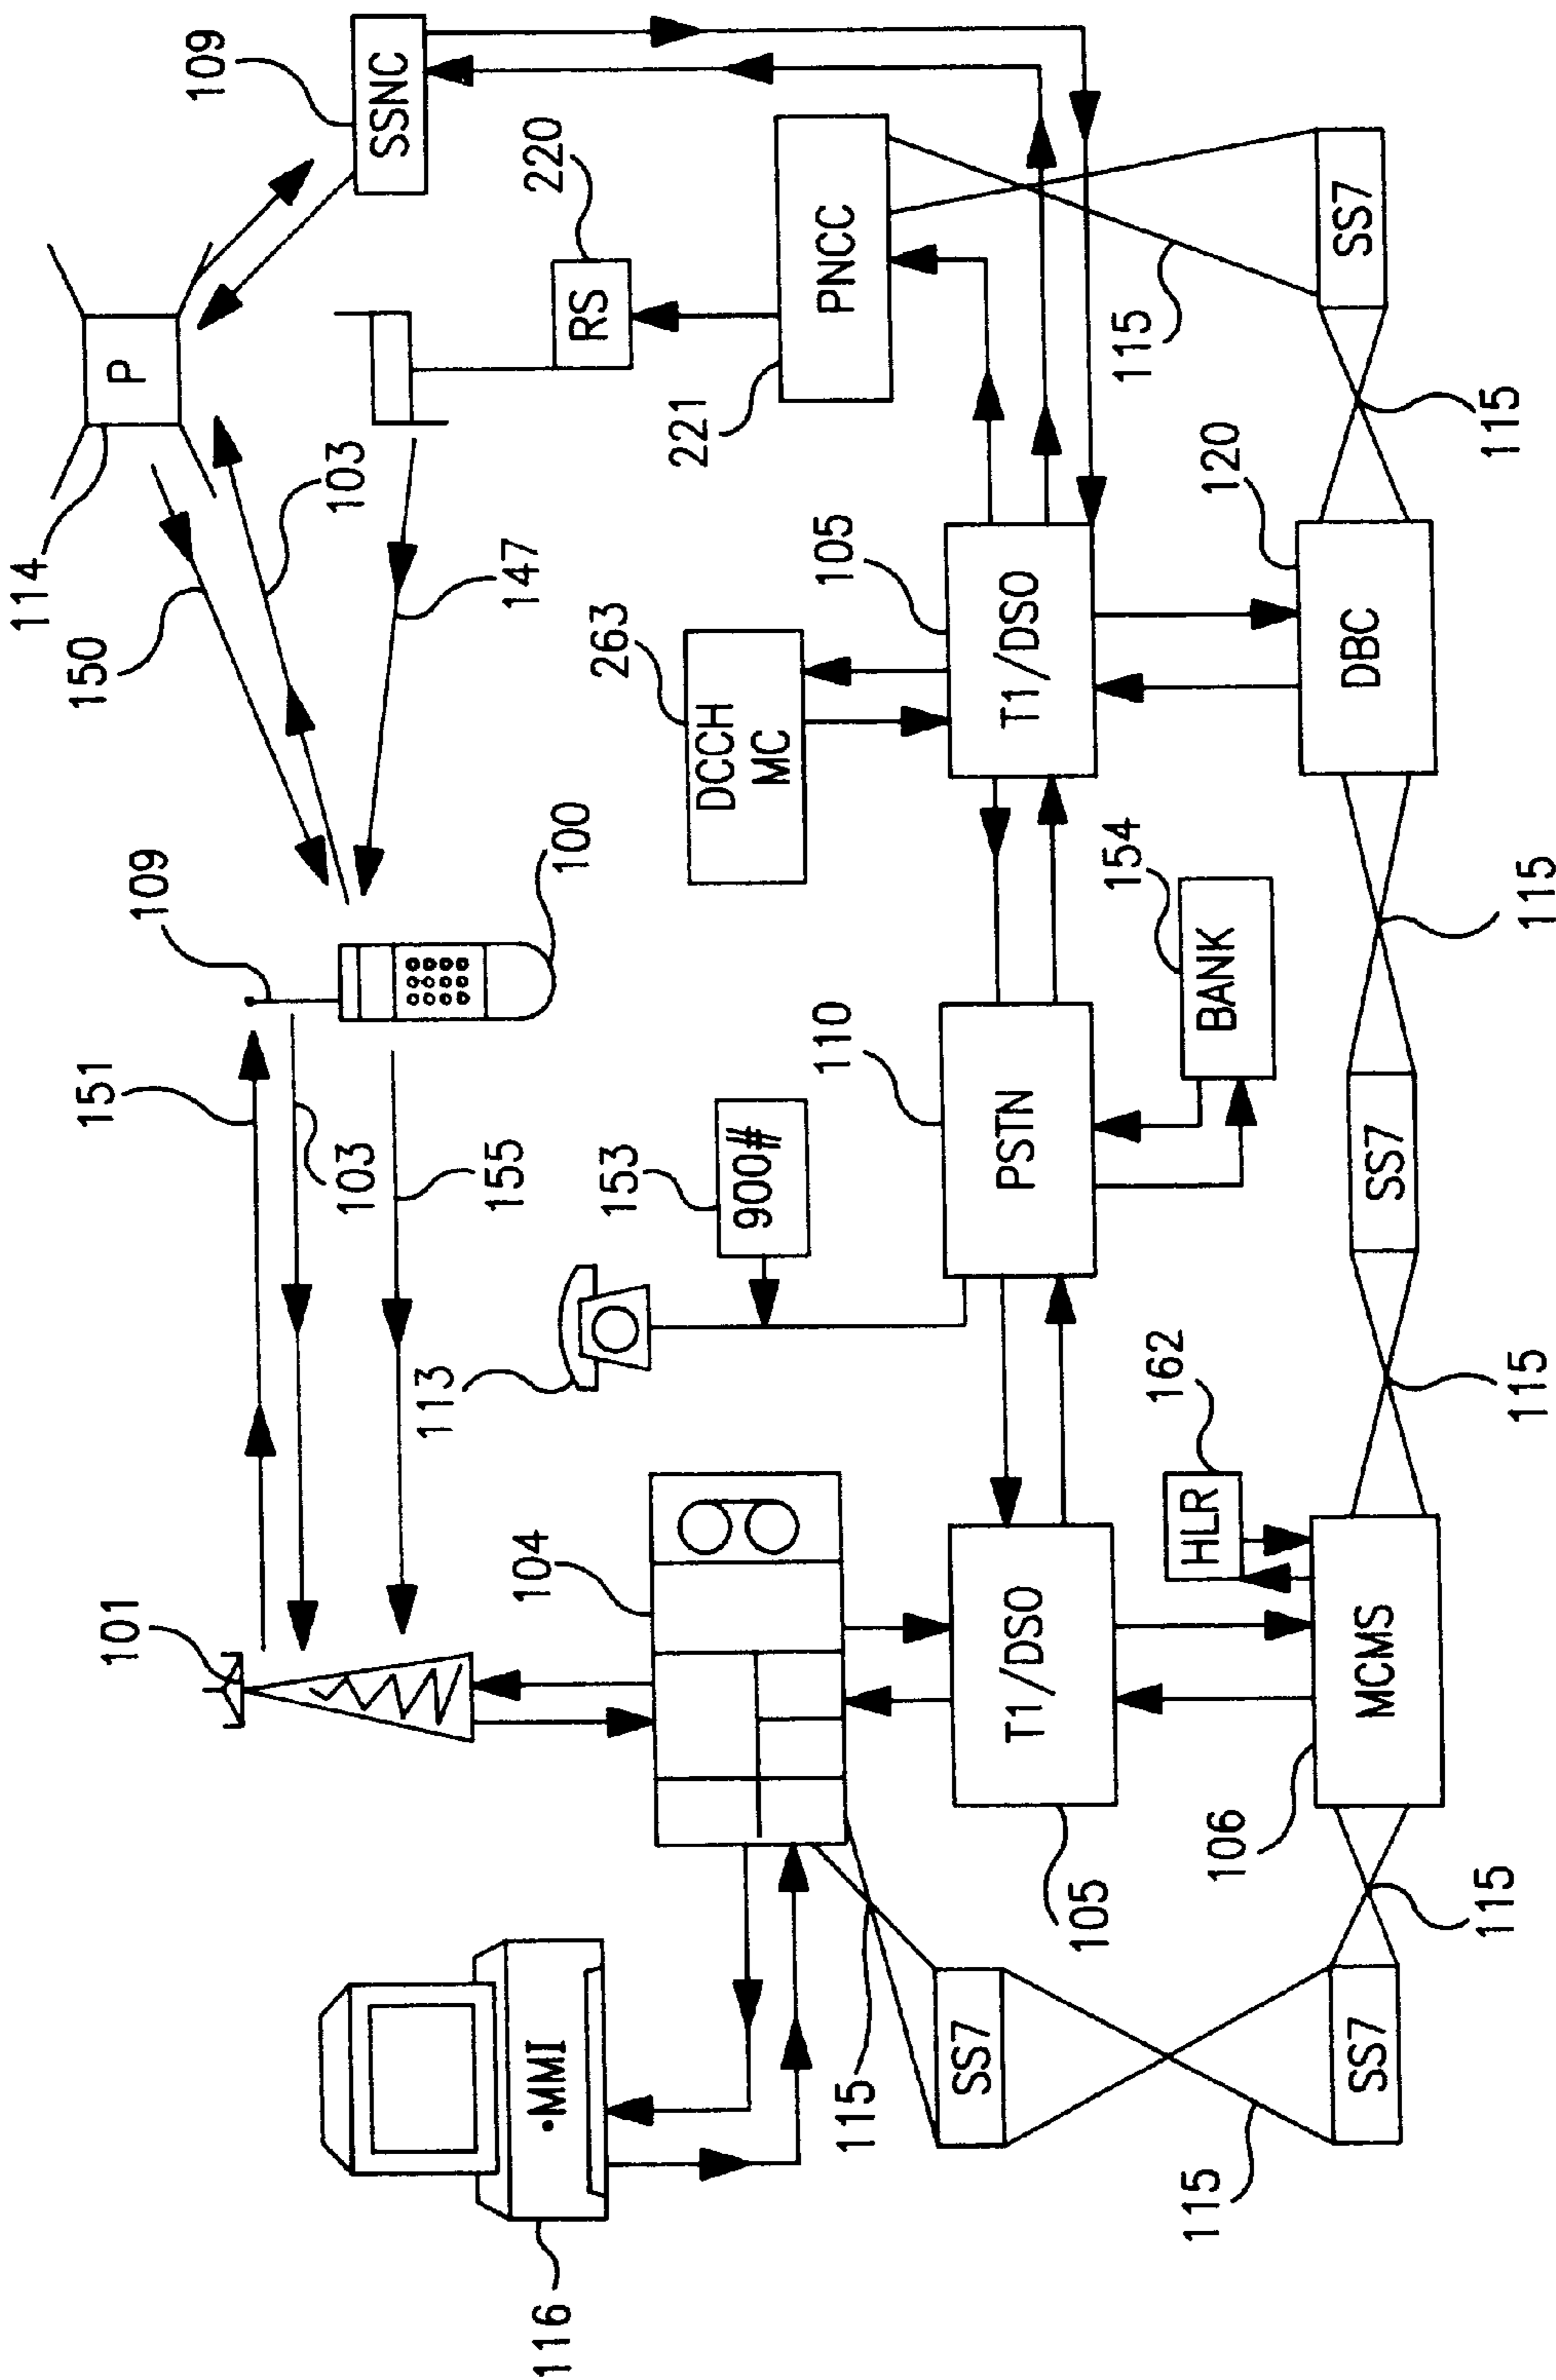 114
150
151
109
101
P
109
103
103
SSNC
113
155
147
104
116
•MMI
100
220
RS
263
153
221
DCCH
MC
900#
110
105
PNCC
115
SS7
T1/DSO
PSTN
T1/DSO
105
154
115
115
162
HLR
BANK
120
106
SS7
MCMS
SS7
DBC
SS7
115
115
115
115